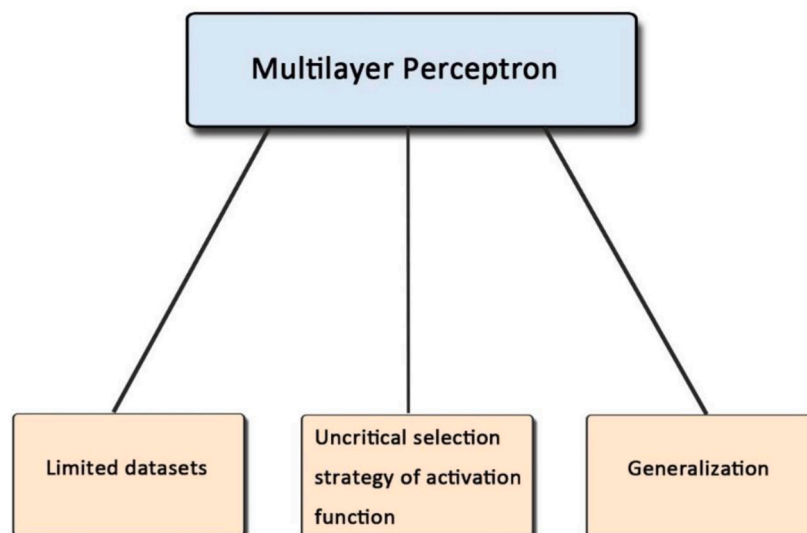 Multilayer Perceptron
Limited datasets
Uncritical selection
strategy of activation
function
Generalization